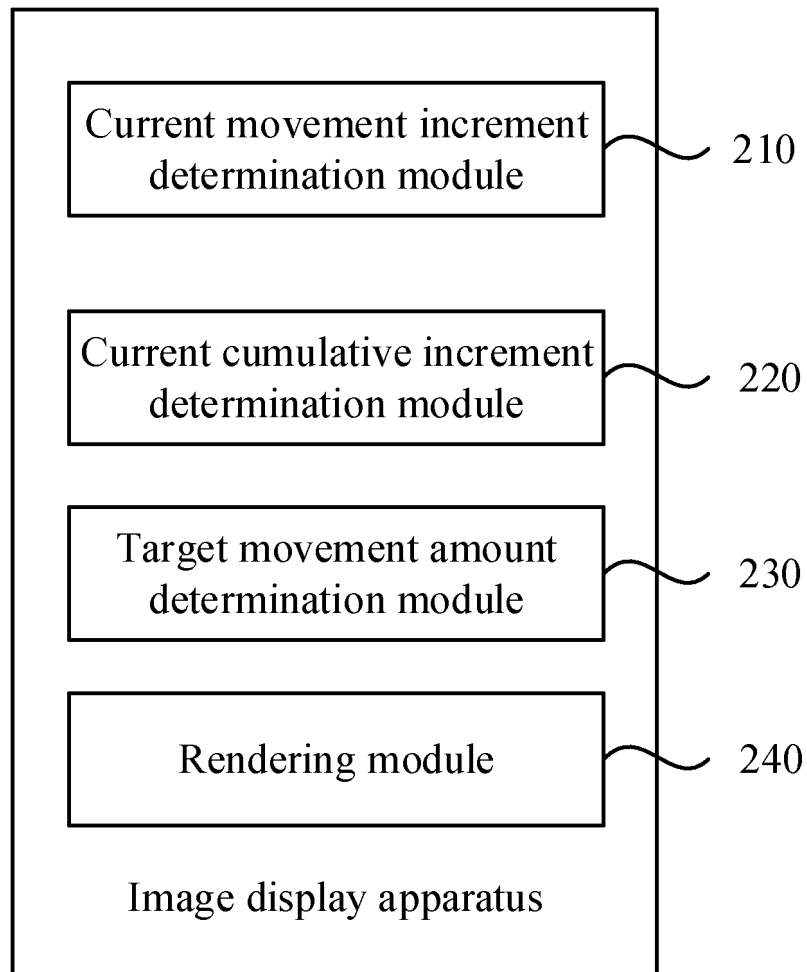 Current movement increment
determination module
210
Current cumulative increment
determination module
220
Target movement amount
determination module
230
Rendering module
240
Image display apparatus